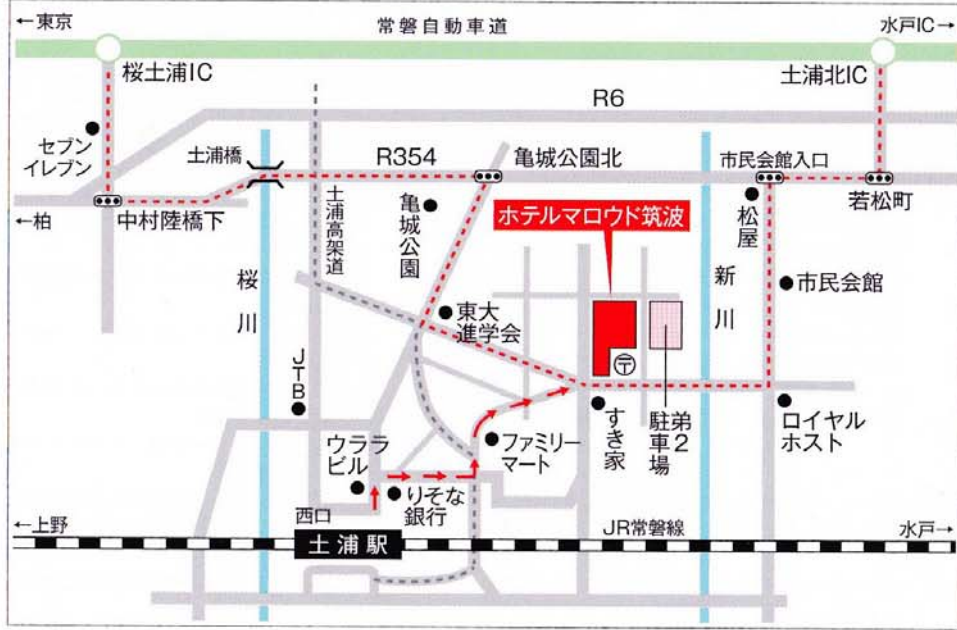 ←東京
常磐自動車道
水戸IC→
桜土浦IC
土浦北IC
R6
セブン
イレブン
土浦橋
R354
亀城公園北
市民会館入口
←柏
中村陸橋下
土浦高架道
亀城公園
ホテルマロウド筑波
松屋
若松町
桜川
新川
市民会館
東大
進学会
〒
JTB
ウララ
ビル
ファミリー
マート
すき家
弟2
駐車場
ロイヤル
ホスト
りそな
銀行
西口
←上野
土浦駅
JR常磐線
水戸→